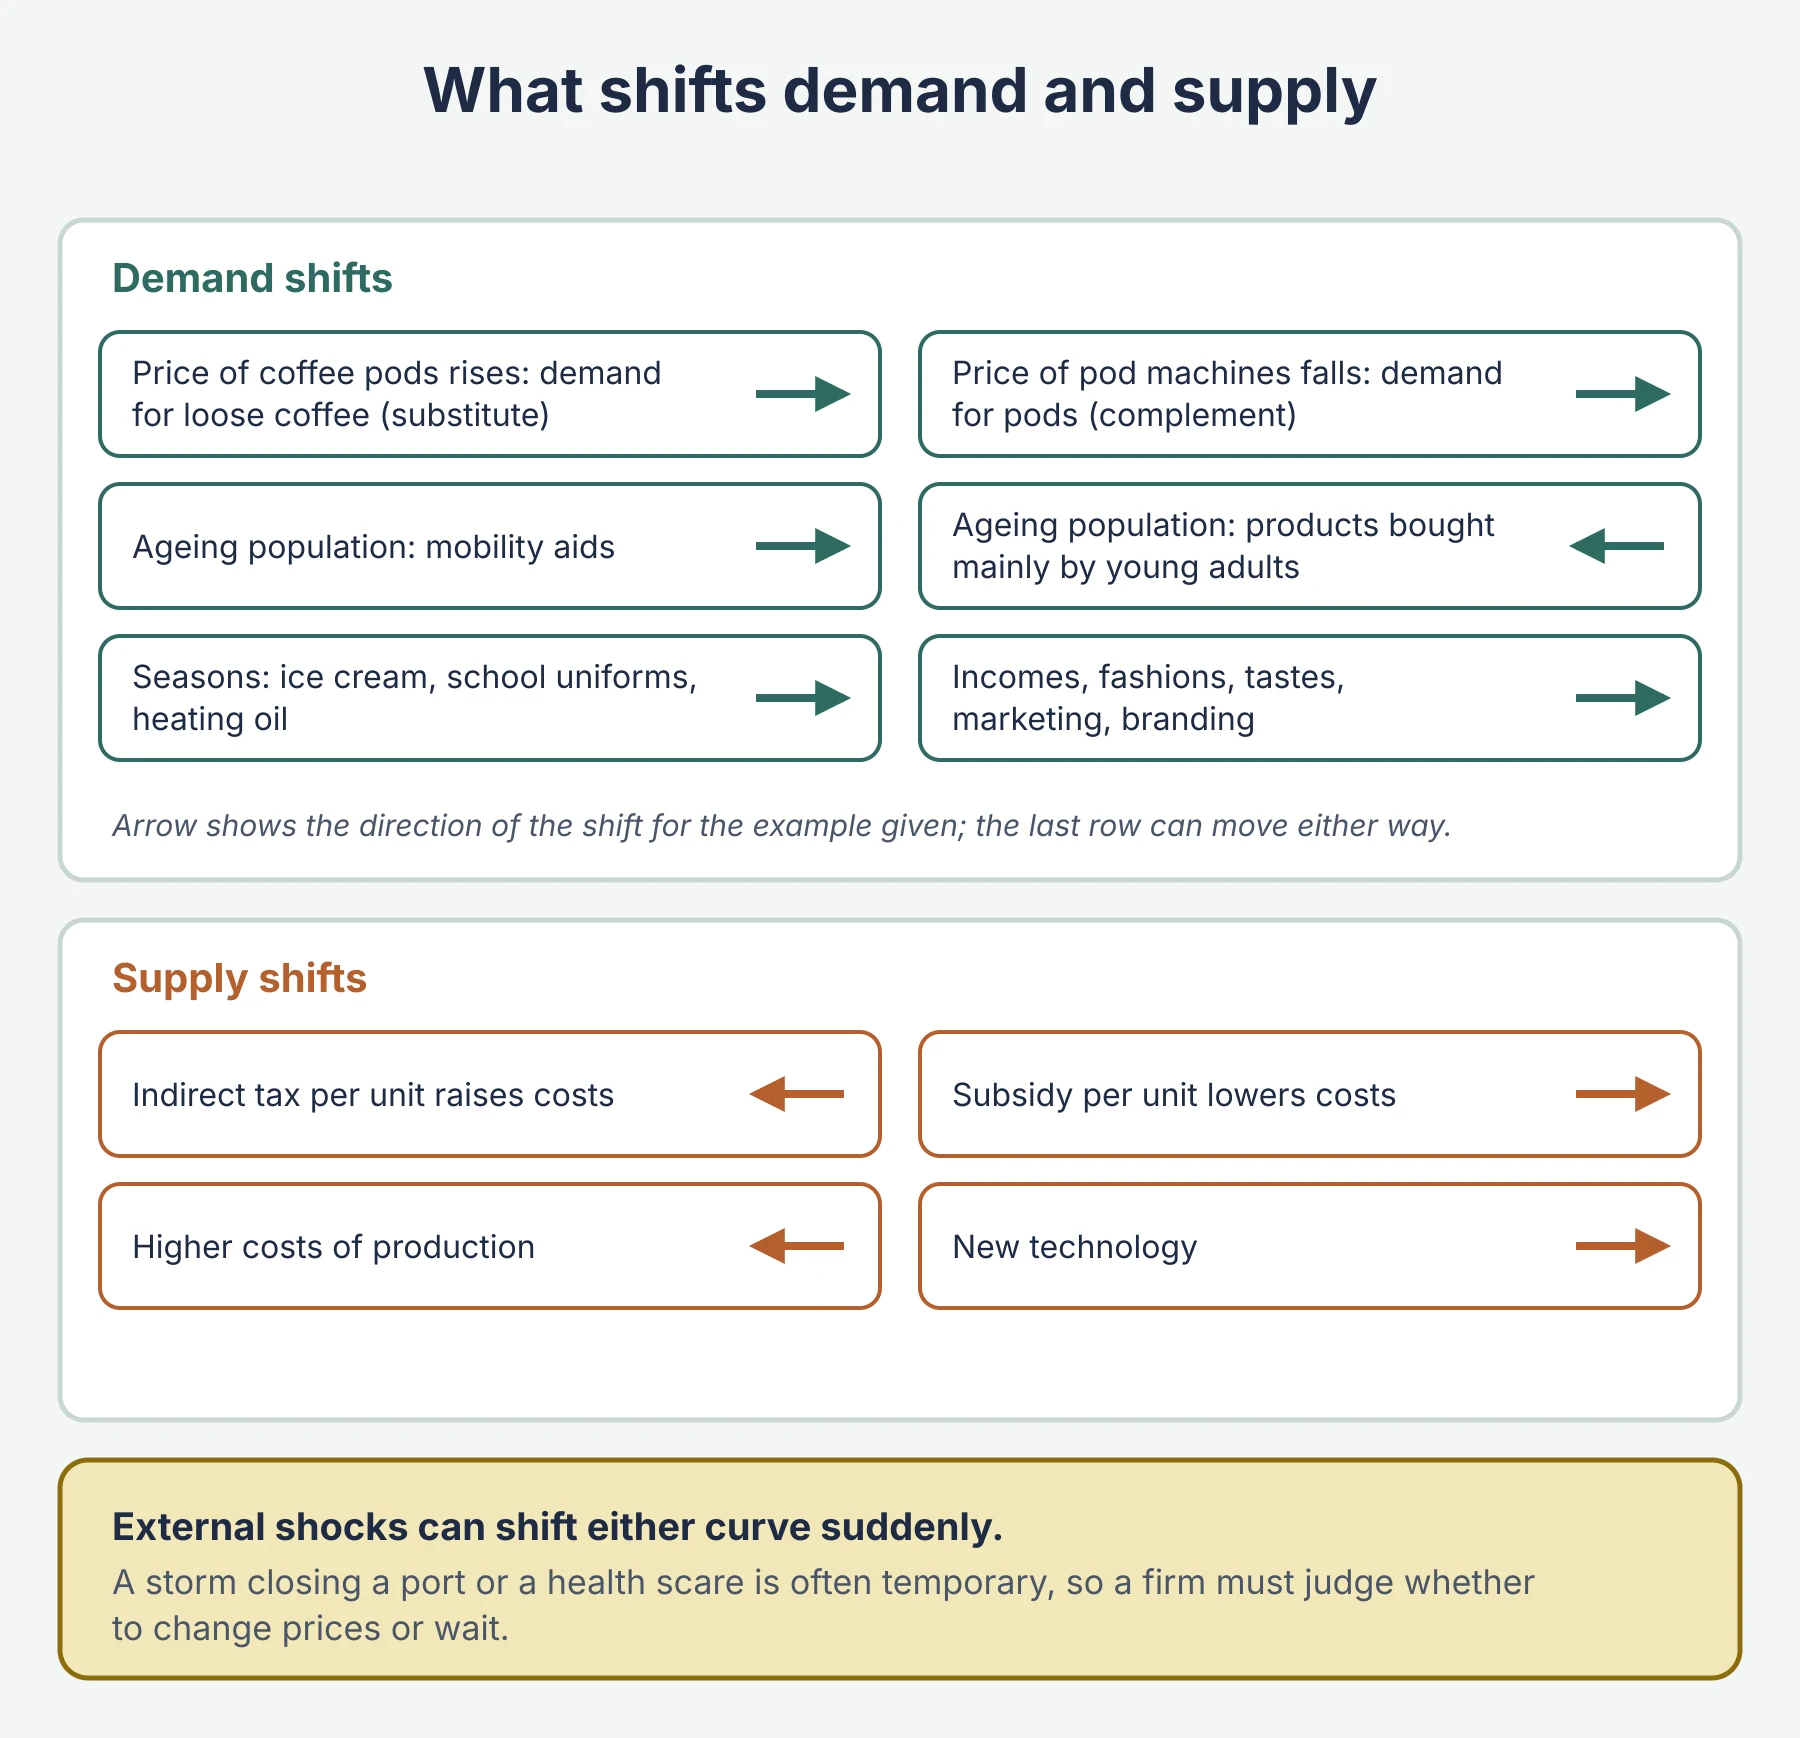 What shifts demand and supply
Demand shifts
Price of coffee pods rises: demand
for loose coffee (substitute)
Price of pod machines falls: demand
for pods (complement)
Ageing population: mobility aids
Ageing population: products bought
mainly by young adults
Seasons: ice cream, school uniforms,
heating oil
Incomes, fashions, tastes,
marketing, branding
Arrow shows the direction of the shift for the example given; the last row can move either way.
Supply shifts
Indirect tax per unit raises costs
Subsidy per unit lowers costs
Higher costs of production
New technology
External shocks can shift either curve suddenly.
A storm closing a port or a health scare is often temporary, so a firm must judge whether
to change prices or wait.